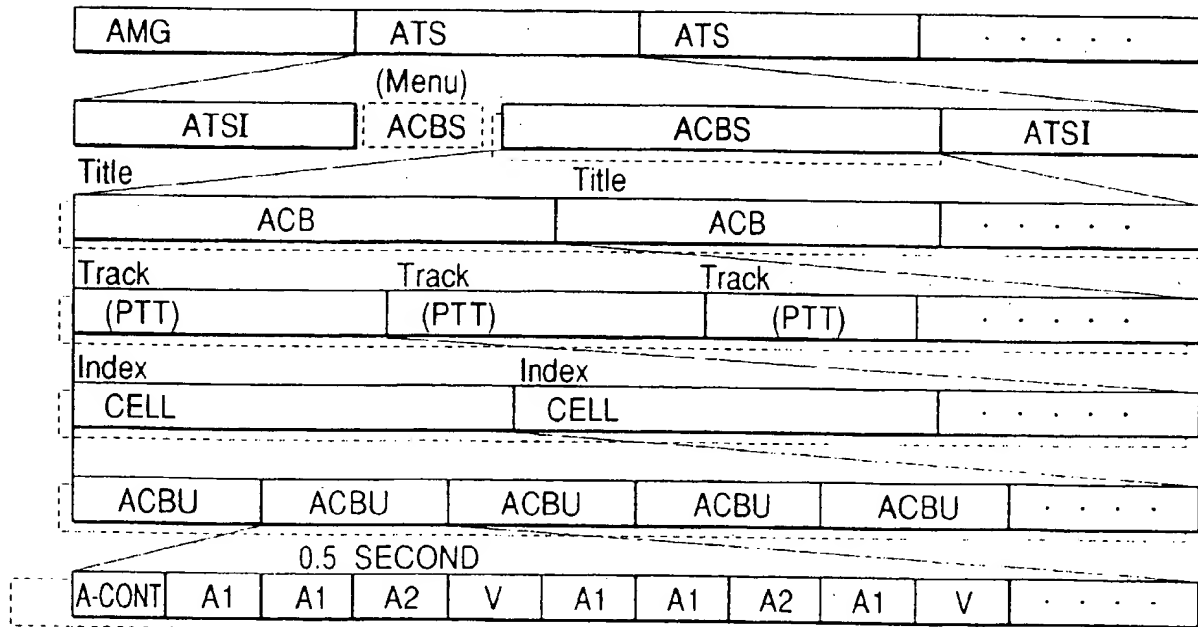 AMG ATS ATS . . . . .
(Menu)
ATSI ACBS ACBS ATSI
Title Title
ACB ACB . . . . .
Track Track Track
(PTT) (PTT) (PTT) . . . . .
Index Index
CELL CELL . . . . .
ACBU ACBU ACBU ACBU ACBU . . . .
0.5 SECOND
A-CONT A1 A1 A2 V A1 A1 A2 A1 V . . . .